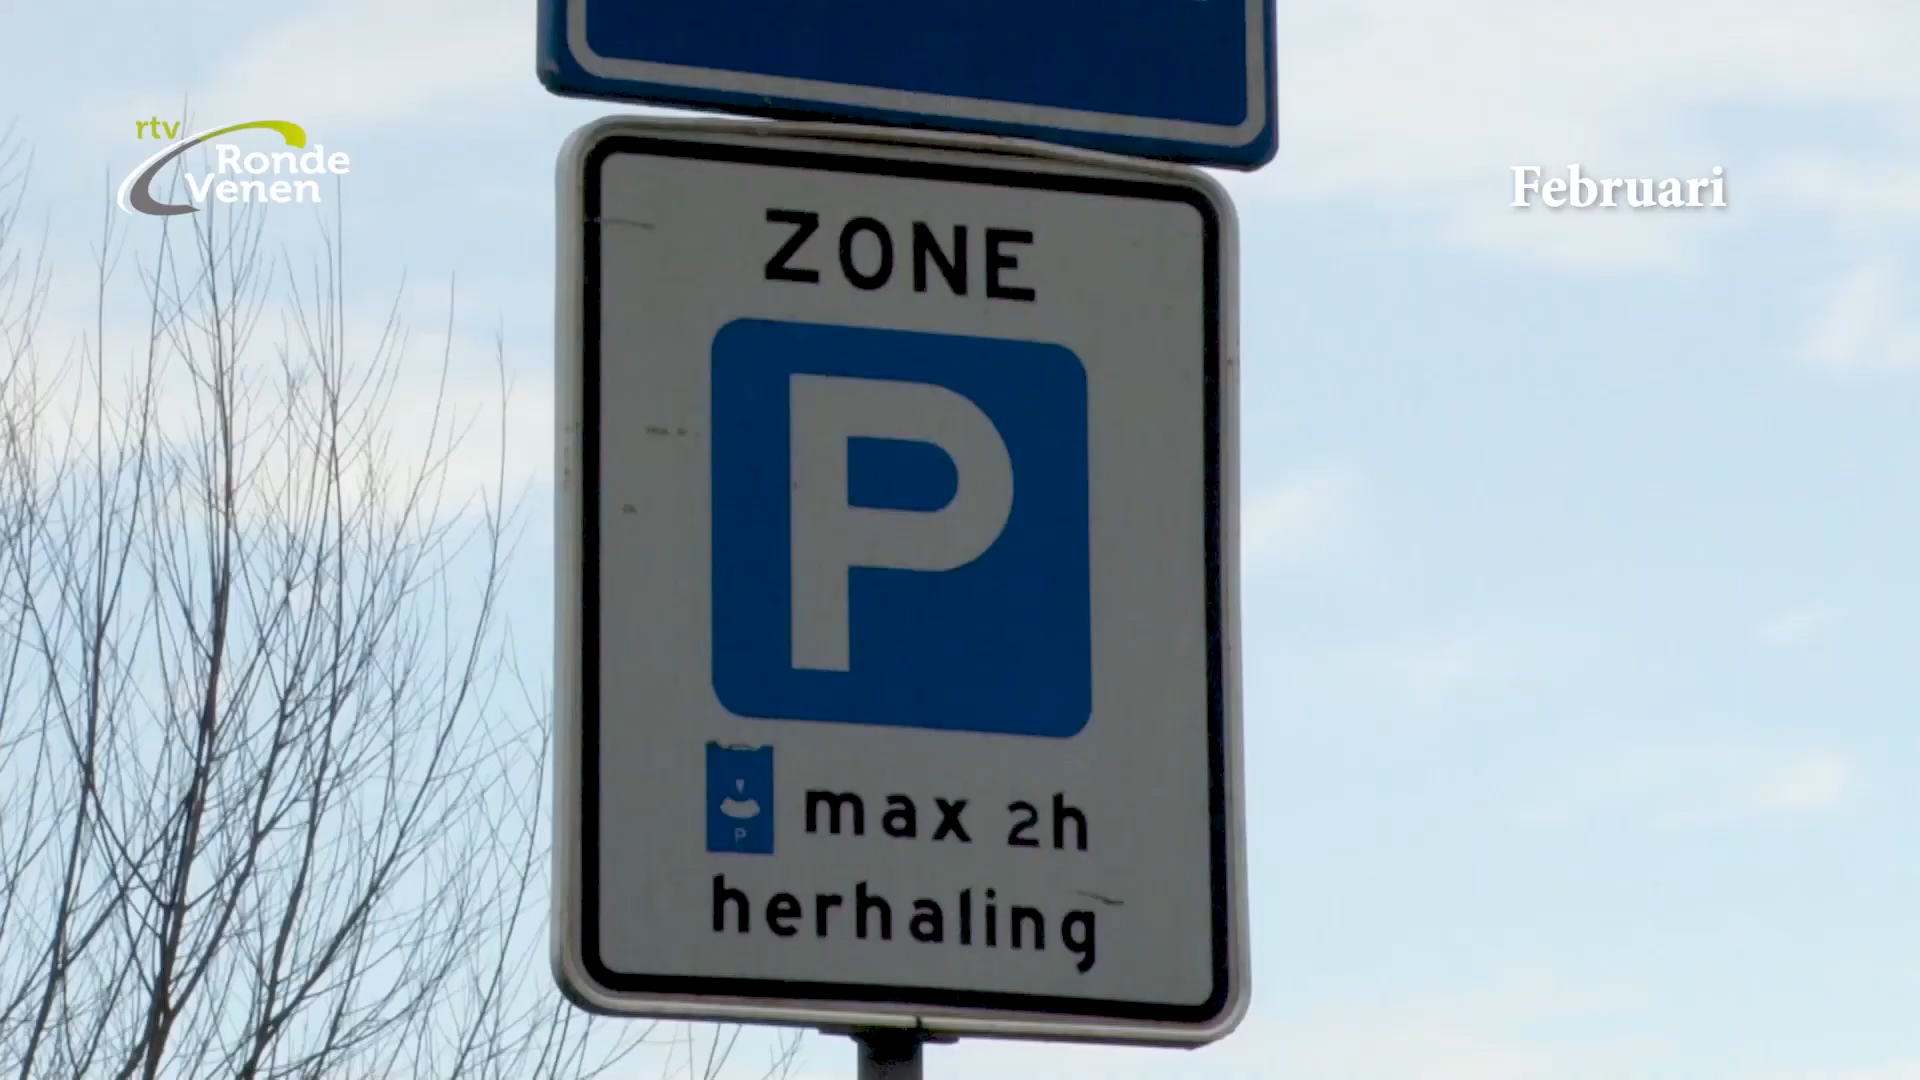 rtv
Ronde
Venen
Februari
ZONE
P
P
max 2h
herhaling